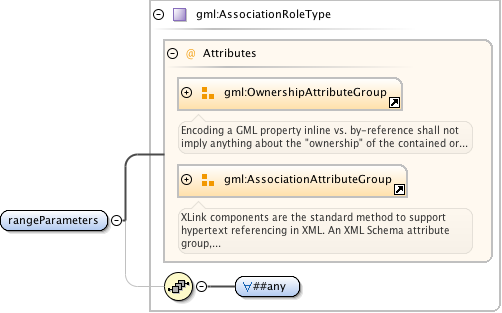 gml:AssociationRoleType
@ Attributes
gml:OwnershipAttributeGroup
Encoding a GML property inline vs. by-reference shall not
imply anything about the "ownership" of the contained or...
gml:AssociationAttributeGroup
XLink components are the standard method to support
hypertext referencing in XML. An XML Schema attribute
group,...
rangeParameters
∀##any